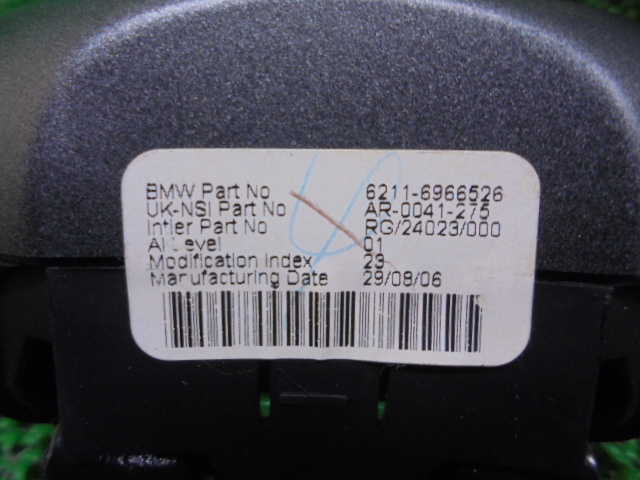 BMW Part No 6211-6966526
UK-NSI Part No AR-0041-275
Intier Part No RG/24023/000
AI Level 01
Modification Index 23
Manufacturing Date 29/08/06